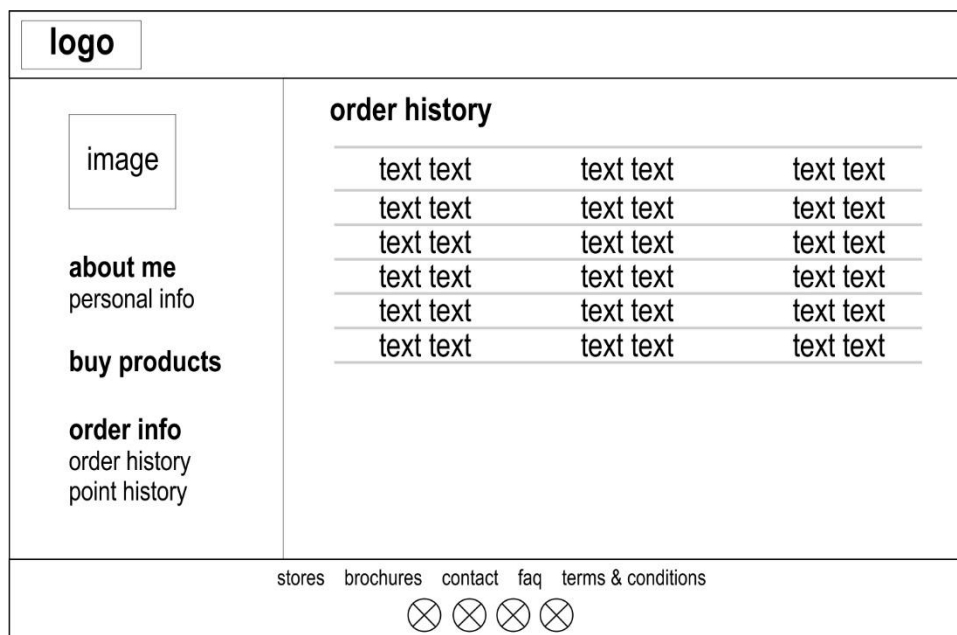 logo
image
about me
personal info
buy products
order info
order history
point history
order history
text text text text text text
text text text text text text
text text text text text text
text text text text text text
text text text text text text
text text text text text text
stores brochures contact faq terms & conditions